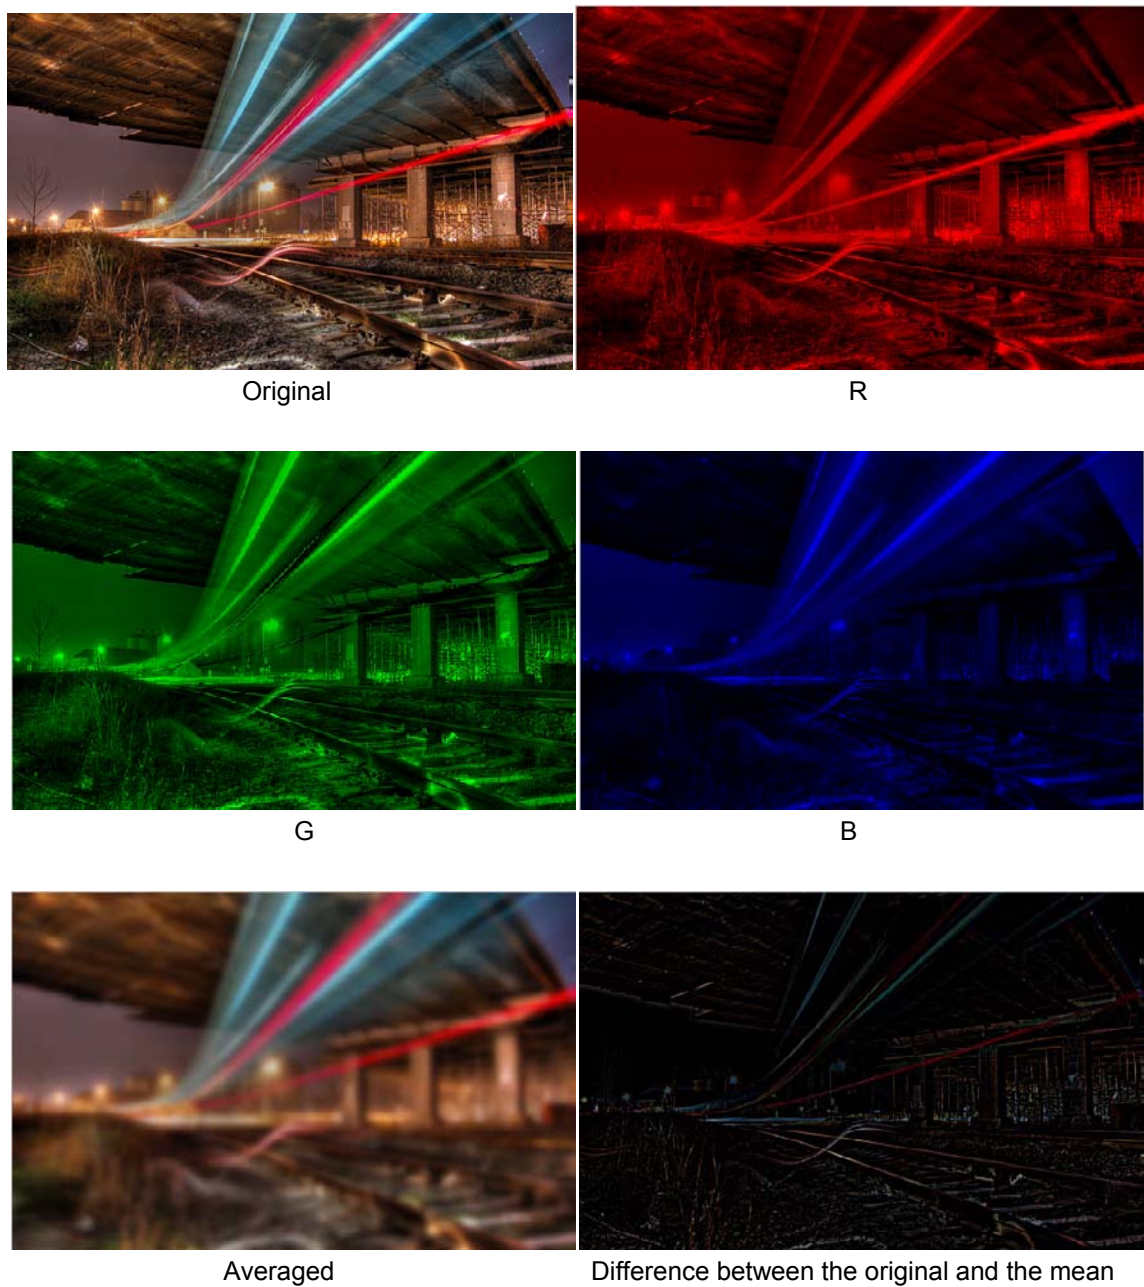 Original
R
G
B
Averaged
Difference between the original and the mean